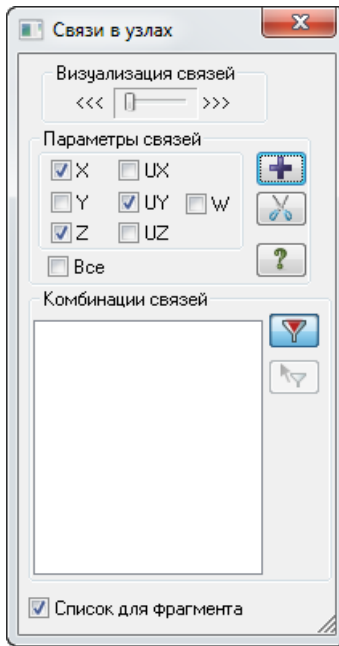 Связи в узлах
Визуализация связей
<<< >>>
Параметры связей
X UX
Y UY W
Z UZ
Все
?
Комбинации связей
Список для фрагмента